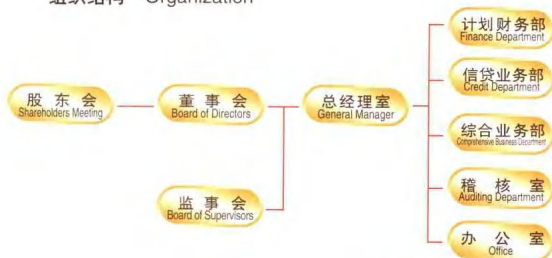 组织结构 Organization
股东会
Shareholders Meeting
董事会
Board of Directors
监事会
Board of Supervisors
总经理室
General Manager
计划财务部
Finance Department
信贷业务部
Credit Department
综合业务部
Comprehensive Business Department
稽核室
Auditing Department
办公室
Office